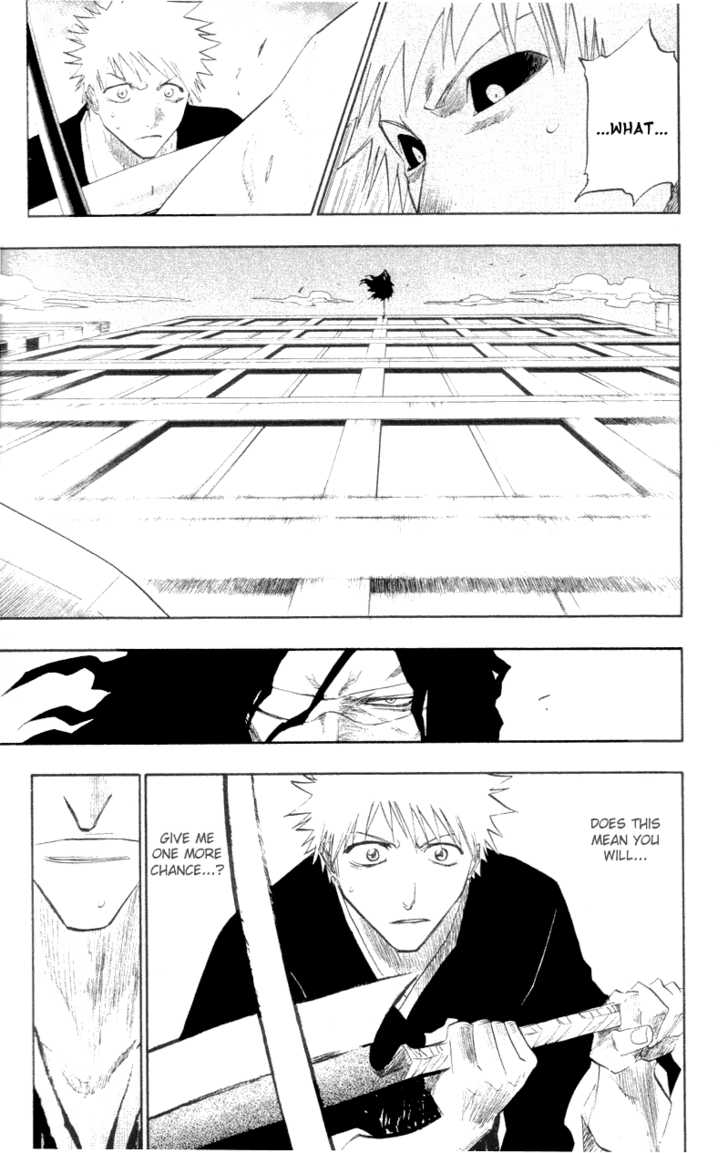 ...WHAT...
DOES THIS
MEAN YOU
WILL...
GIVE ME
ONE MORE
CHANCE...?